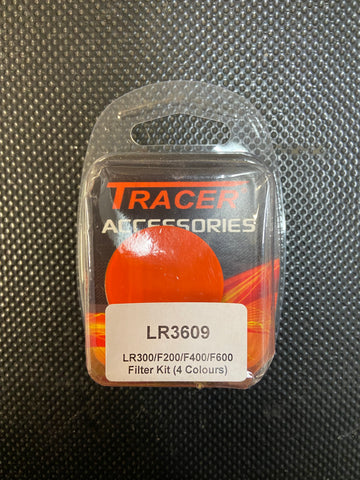 TRACER
ACCESSORIES
LR3609
LR300/F200/F400/F600
Filter Kit (4 Colours)